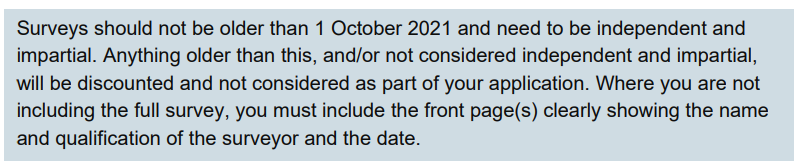 Surveys should not be older than 1 October 2021 and need to be independent and
impartial. Anything older than this, and/or not considered independent and impartial,
will be discounted and not considered as part of your application. Where you are not
including the full survey, you must include the front page(s) clearly showing the name
and qualification of the surveyor and the date.